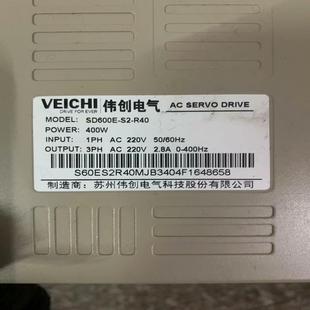 VEICHI 伟创电气 AC SERVO DRIVE
DRIVE FOR EVER
MODEL: SD600E-S2-R40
POWER: 400W
INPUT: 1PH AC 220V 50/60Hz
OUTPUT: 3PH AC 220V 2.8A 0-400Hz
S60ES2R40MJB3404F1648658
制造商：苏州伟创电气科技股份有限公司